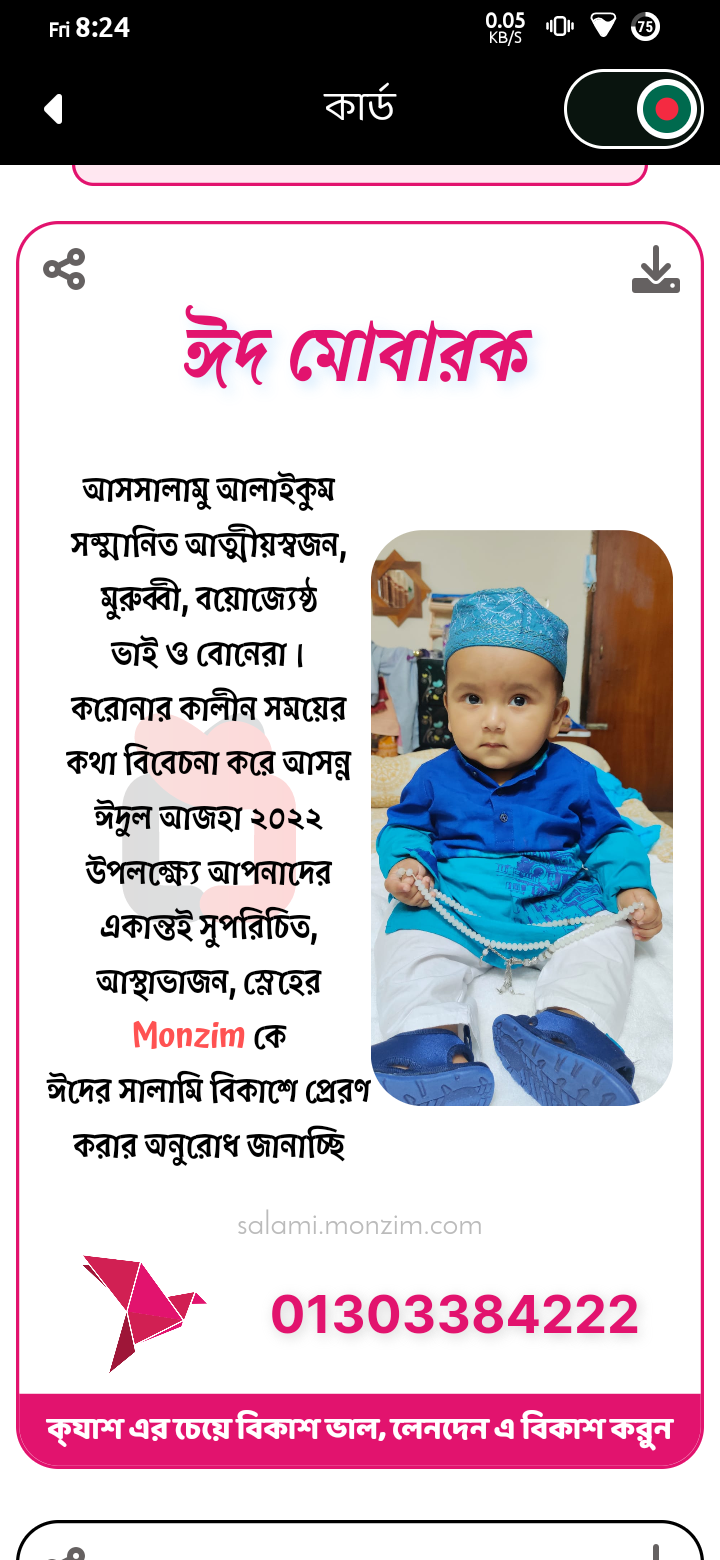 Fri 8:24
0.05
KB/S
75
কার্ড
ঈদ মোবারক
আসসালামু আলাইকুম
সম্মানিত আত্মীয়স্বজন,
মুরুব্বী, বয়োজ্যেষ্ঠ
ভাই ও বোনেরা ।
করোনার কালীন সময়ের
কথা বিবেচনা করে আসন্ন
ঈদুল আজহা ২০২২
উপলক্ষ্যে আপনাদের
একান্তই সুপরিচিত,
আস্থাভাজন, স্নেহের
Monzim কে
ঈদের সালামি বিকাশে প্রেরণ
করার অনুরোধ জানাচ্ছি
salami.monzim.com
01303384222
ক্যাশ এর চেয়ে বিকাশ ভাল, লেনদেন এ বিকাশ করুন